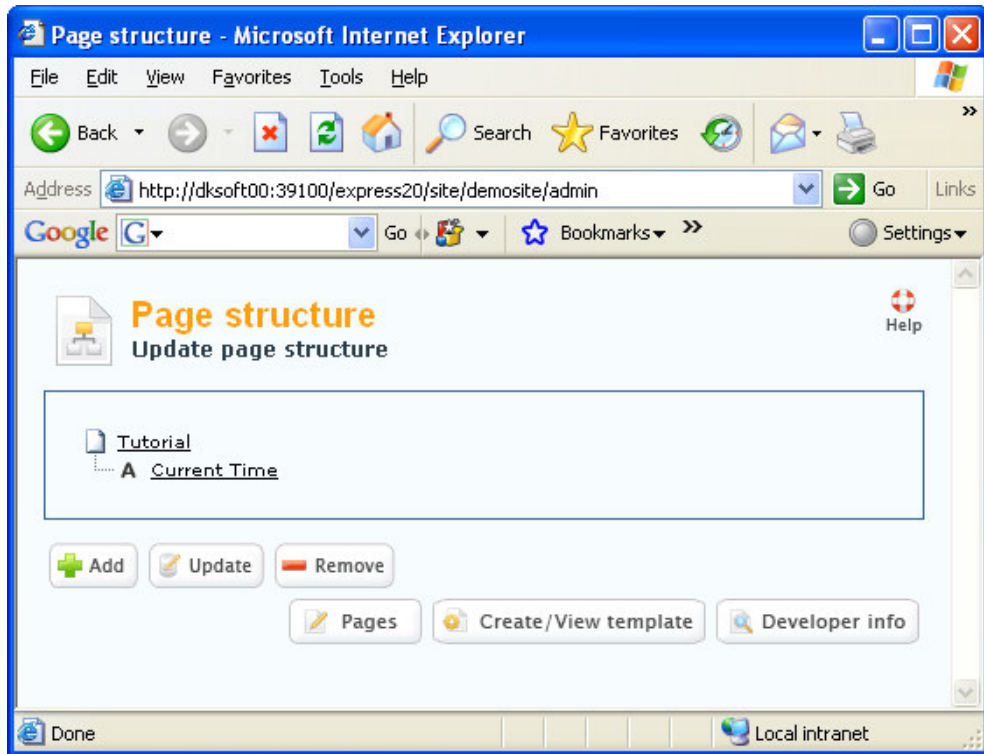 Page structure - Microsoft Internet Explorer
File Edit View Favorites Tools Help
Back Search Favorites »
Address http://dksoft00:39100/express20/site/demosite/admin Go Links
Google G Go Bookmarks » Settings
Page structure
Help
Update page structure
Tutorial
A Current Time
Add Update Remove
Pages Create/View template Developer info
Done Local intranet